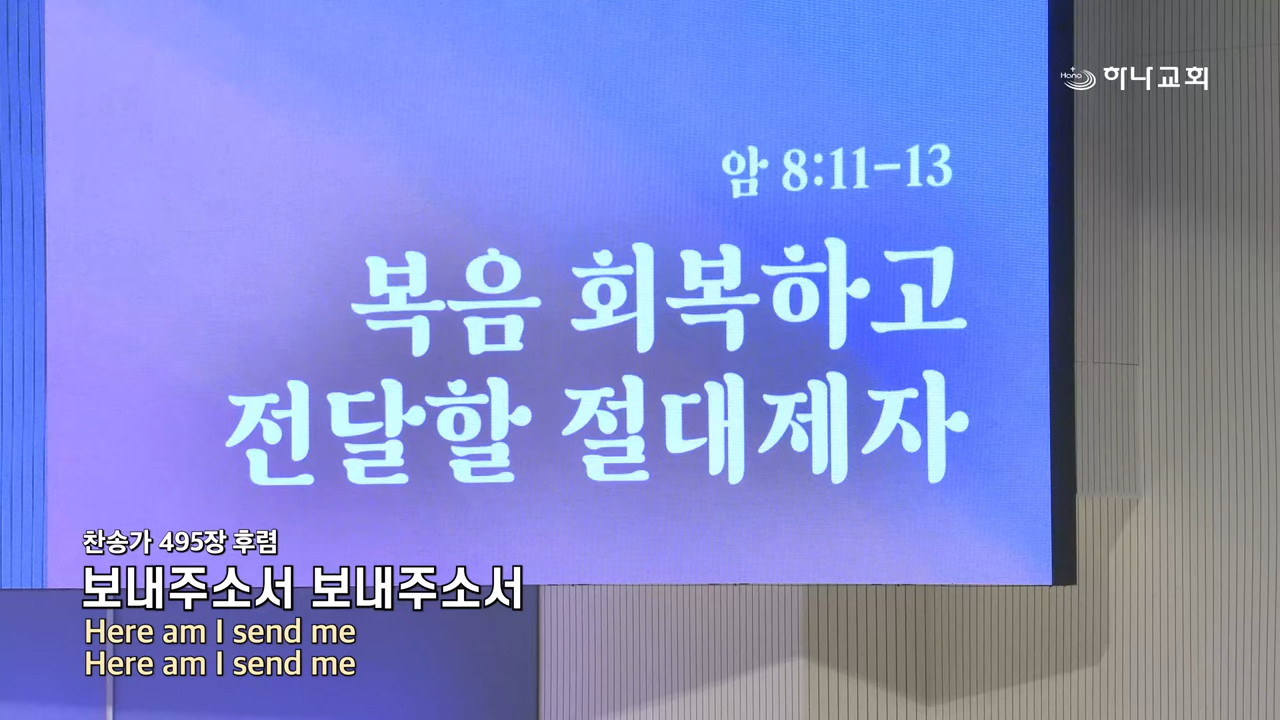 Hana 하나교회
암 8:11-13
복음 회복하고
전달할 절대제자
찬송가 495장 후렴
보내주소서 보내주소서
Here am I send me
Here am I send me